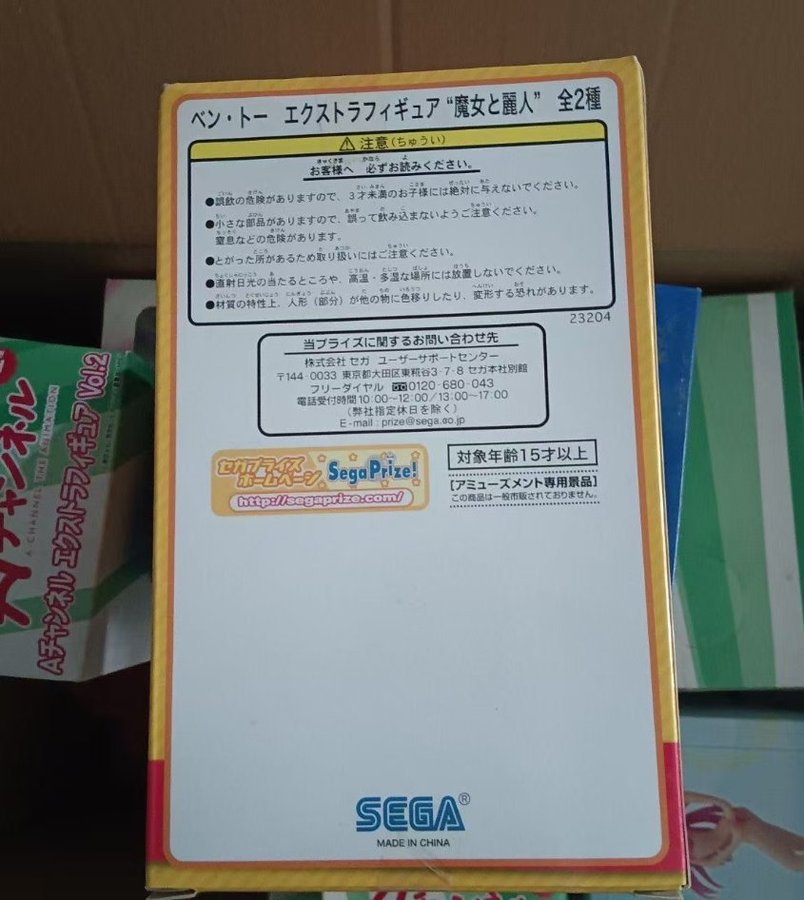 ベン・トー エクストラフィギュア "魔女と麗人" 全2種
⚠ 注意(ちゅうい)
お客様へ 必ずお読みください。
●誤飲の危険がありますので、3才未満のお子様には絶対に与えないでください。
●小さな部品がありますので、誤って飲み込まないようご注意ください。
窒息などの危険があります。
●とがった所があるため取り扱いにはご注意ください。
●直射日光の当たるところや、高温・多湿な場所には放置しないでください。
●材質の特性上、人形(部分)が他の物に色移りしたり、変形する恐れがあります。
23204
当プライズに関するお問い合わせ先
株式会社 セガ ユーザーサポートセンター
〒144-0033 東京都大田区東糀谷3-7-8 セガ本社別館
フリーダイヤル 0120-680-043
電話受付時間 10:00~12:00/13:00~17:00
(弊社指定休日を除く)
E-mail : prize@sega.co.jp
セガプライズ
ホームページ
Sega Prize!
http://segaprize.com/
対象年齢15才以上
[アミューズメント専用景品]
この商品は一般市販されておりません。
SEGA®
MADE IN CHINA
チャンネル
A-CHANNEL THE ANIMATION
Aチャンネル エクストラフィギュア Vol.2